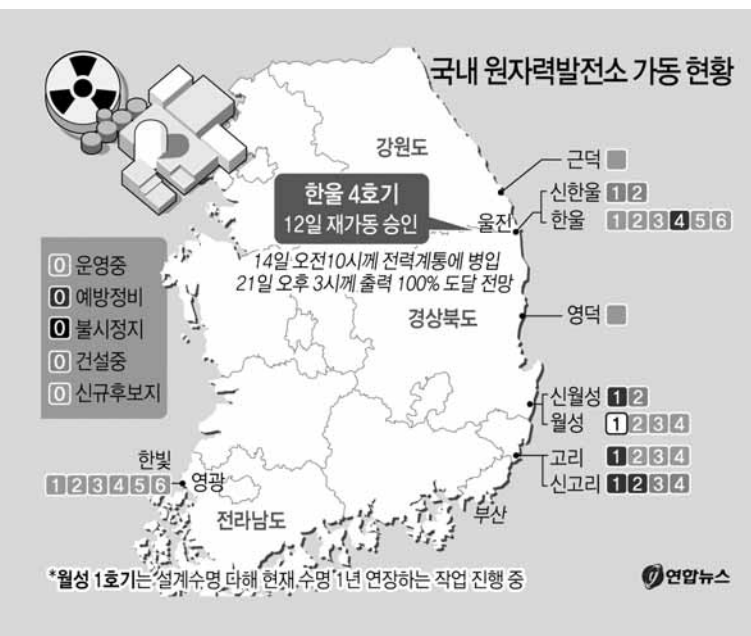 국내 원자력발전소 가동 현황
강원도
근덕
신한울 1 2
한울 1 2 3 4 5 6
한울 4호기
12일 재가동 승인
울진
14일 오전10시께 전력계통에 병입
21일 오후 3시께 출력 100% 도달 전망
0 운영중
0 예방정비
0 불시정지
0 건설중
0 신규후보지
경상북도
영덕
신월성 1 2
월성 1 2 3 4
한빛
1 2 3 4 5 6
영광
고리 1 2 3 4
신고리 1 2 3 4
부산
전라남도
*월성 1호기는 설계수명 다해 현재 수명 1년 연장하는 작업 진행 중
연합뉴스